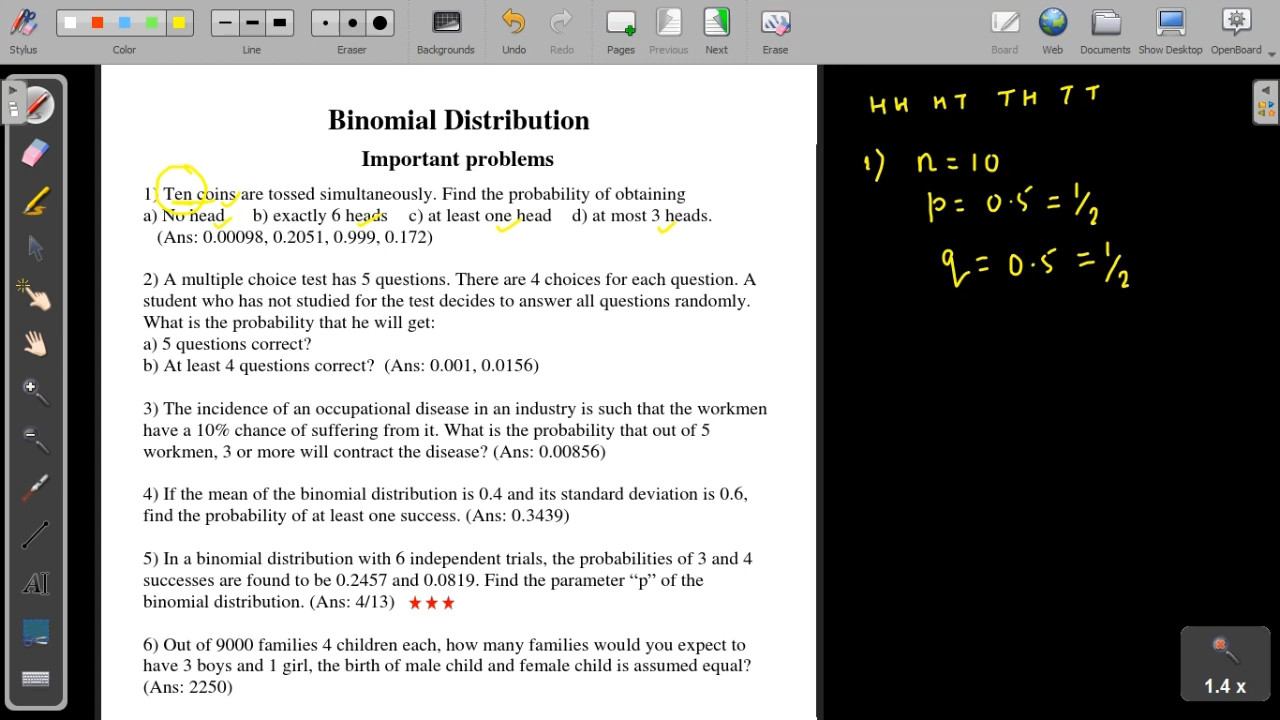 Stylus Color Line Eraser Backgrounds Undo Redo Pages Previous Next Erase Board Web Documents Show Desktop OpenBoard
Binomial Distribution
Important problems
1) Ten coins are tossed simultaneously. Find the probability of obtaining
a) No head b) exactly 6 heads c) at least one head d) at most 3 heads.
(Ans: 0.00098, 0.2051, 0.999, 0.172)
2) A multiple choice test has 5 questions. There are 4 choices for each question. A
student who has not studied for the test decides to answer all questions randomly.
What is the probability that he will get:
a) 5 questions correct?
b) At least 4 questions correct? (Ans: 0.001, 0.0156)
3) The incidence of an occupational disease in an industry is such that the workmen
have a 10% chance of suffering from it. What is the probability that out of 5
workmen, 3 or more will contract the disease? (Ans: 0.00856)
4) If the mean of the binomial distribution is 0.4 and its standard deviation is 0.6,
find the probability of at least one success. (Ans: 0.3439)
5) In a binomial distribution with 6 independent trials, the probabilities of 3 and 4
successes are found to be 0.2457 and 0.0819. Find the parameter “p” of the
binomial distribution. (Ans: 4/13) ★★★
6) Out of 9000 families 4 children each, how many families would you expect to
have 3 boys and 1 girl, the birth of male child and female child is assumed equal?
(Ans: 2250)
HH HT TH TT
1) n = 10
p = 0.5 = 1/2
q = 0.5 = 1/2
AI
1.4 x